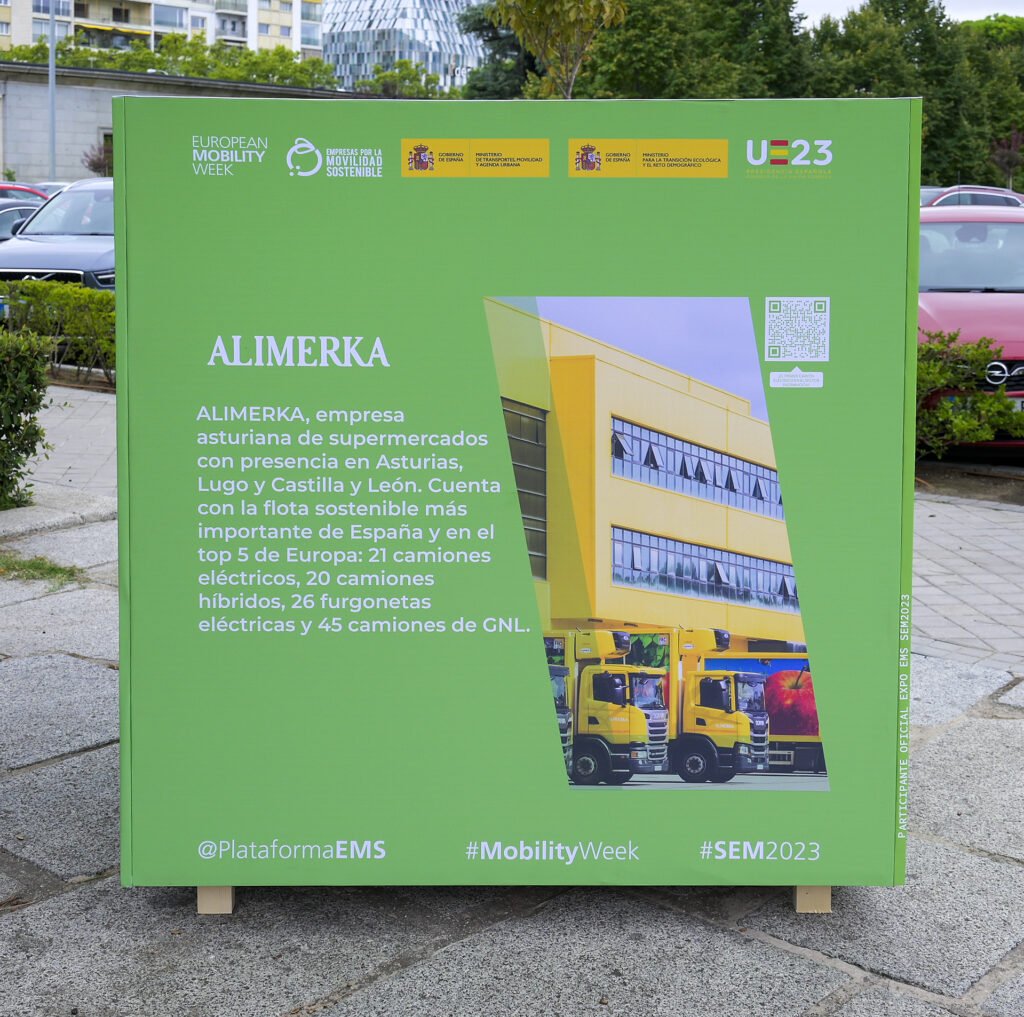 EUROPEAN
MOBILITY
WEEK
EMPRESAS POR LA
MOVILIDAD
SOSTENIBLE
GOBIERNO
DE ESPAÑA
MINISTERIO
DE TRANSPORTES, MOVILIDAD
Y AGENDA URBANA
GOBIERNO
DE ESPAÑA
MINISTERIO
PARA LA TRANSICIÓN ECOLÓGICA
Y EL RETO DEMOGRÁFICO
UE23
PRESIDENCIA ESPAÑOLA
ALIMERKA
ALIMERKA, empresa
asturiana de supermercados
con presencia en Asturias,
Lugo y Castilla y León. Cuenta
con la flota sostenible más
importante de España y en el
top 5 de Europa: 21 camiones
eléctricos, 20 camiones
híbridos, 26 furgonetas
eléctricas y 45 camiones de GNL.
PARTICIPANTE OFICIAL EXPO EMS SEM2023
@PlataformaEMS
#MobilityWeek
#SEM2023